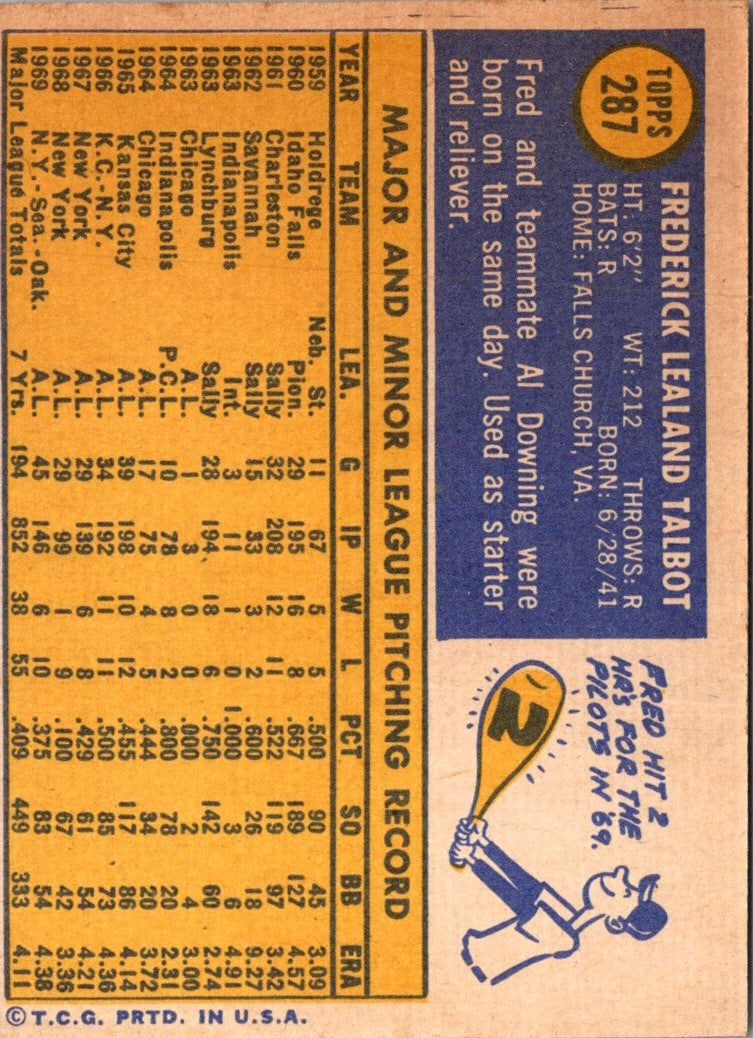 TOPPS
287
FREDERICK LEALAND TALBOT
HT: 6'2" WT: 212 THROWS: R
BATS: R BORN: 6/28/41
HOME: FALLS CHURCH, VA.
Fred and teammate Al Downing were
born on the same day. Used as starter
and reliever.
FRED HIT 2
HR'S FOR THE
PILOTS IN '69.
2
MAJOR AND MINOR LEAGUE PITCHING RECORD
YEAR TEAM LEA. G IP W L PCT SO BB ERA
1959 Holdrege Neb. St. 11 67 5 5 .500 90 45 3.09
1960 Idaho Falls Pion. 29 195 16 8 .667 189 127 4.57
1961 Charleston Sally 32 208 12 11 .522 119 97 3.42
1962 Savannah Sally 15 33 3 2 .600 26 18 9.27
1963 Indianapolis Int. 3 11 1 0 1.000 3 6 4.91
1963 Lynchburg Sally 28 194 18 6 .750 142 60 2.74
1963 Chicago A.L. 1 3 0 0 .000 2 4 3.00
1964 Indianapolis P.C.L. 10 78 8 2 .800 78 20 2.31
1964 Chicago A.L. 17 75 4 5 .444 34 20 3.72
1965 Kansas City A.L. 39 198 10 12 .455 117 86 4.14
1966 K.C.-N.Y. A.L. 34 192 11 11 .500 85 73 4.36
1967 New York A.L. 29 139 6 8 .429 61 54 4.21
1968 New York A.L. 29 99 1 9 .100 67 42 3.36
1969 N.Y.-Sea.-Oak. A.L. 45 146 6 10 .375 83 54 4.38
Major League Totals 7 Yrs. 194 852 38 55 .409 449 333 4.11
© T.C.G. PRTD. IN U.S.A.